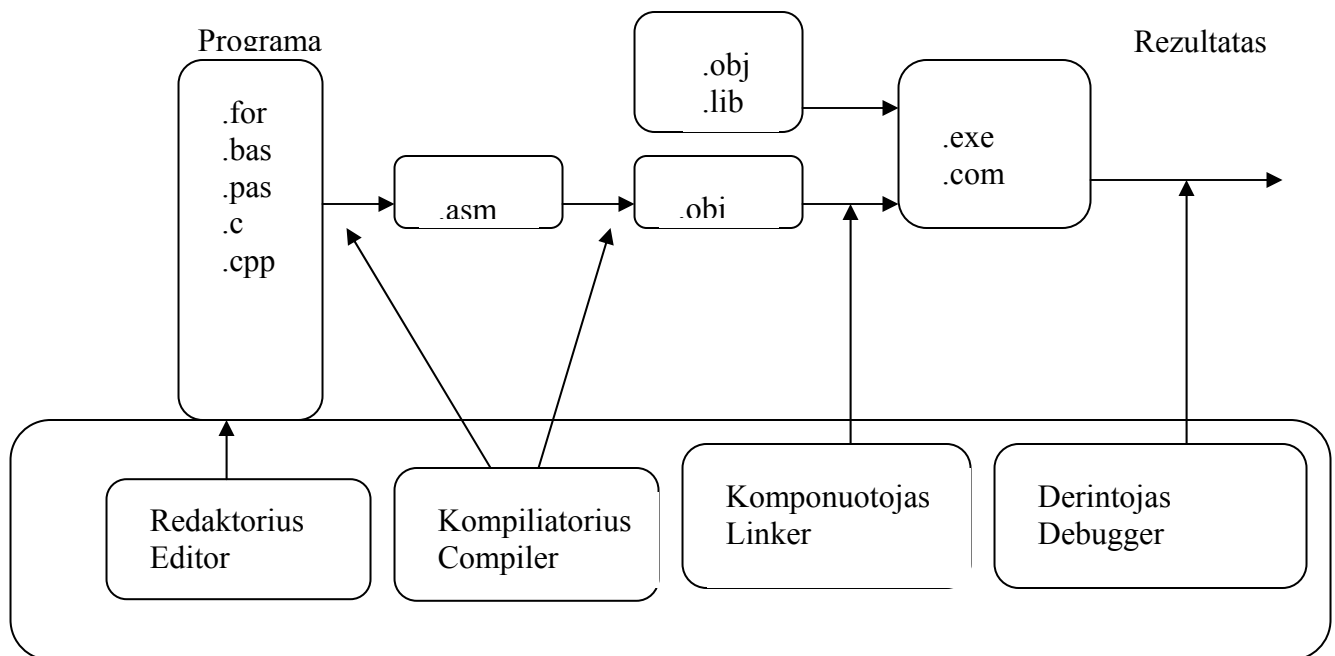 Programa
.for
.bas
.pas
.c
.cpp
.asm
.obj
.lib
.obj
.exe
.com
Rezultatas
Redaktorius
Editor
Kompiliatorius
Compiler
Komponuotojas
Linker
Derintojas
Debugger